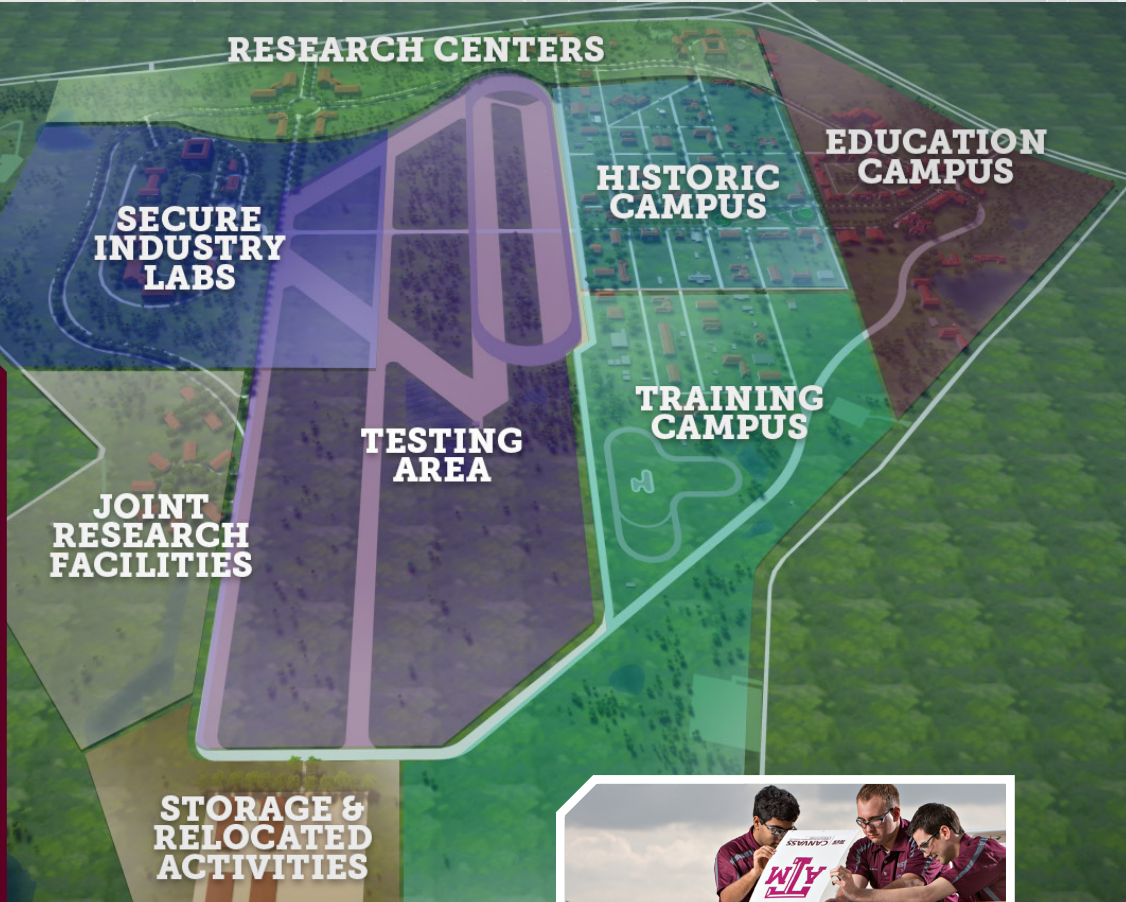 RESEARCH CENTERS
EDUCATION
CAMPUS
HISTORIC
CAMPUS
SECURE
INDUSTRY
LABS
TRAINING
CAMPUS
TESTING
AREA
JOINT
RESEARCH
FACILITIES
STORAGE &
RELOCATED
ACTIVITIES
CANVASS
ATM